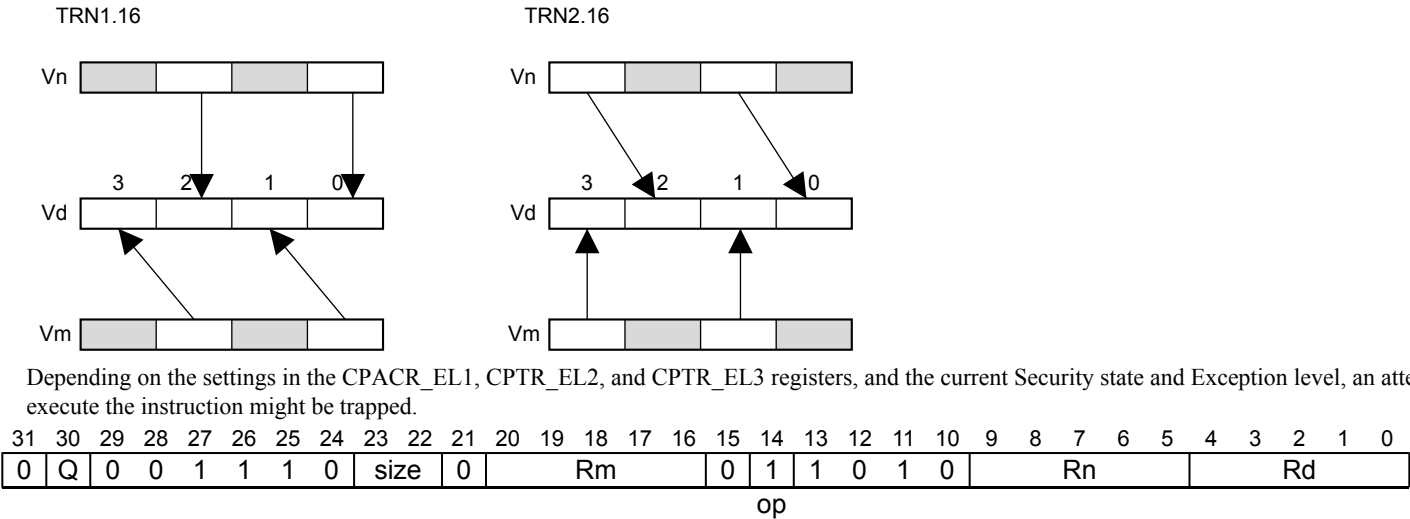 TRN1.16 TRN2.16
Vn Vn
3 2 1 0 3 2 1 0
Vd Vd
Vm Vm
Depending on the settings in the CPACR_EL1, CPTR_EL2, and CPTR_EL3 registers, and the current Security state and Exception level, an atte
execute the instruction might be trapped.
31 30 29 28 27 26 25 24 23 22 21 20 19 18 17 16 15 14 13 12 11 10 9 8 7 6 5 4 3 2 1 0
0 Q 0 0 1 1 1 0 size 0 Rm 0 1 1 0 1 0 Rn Rd
op